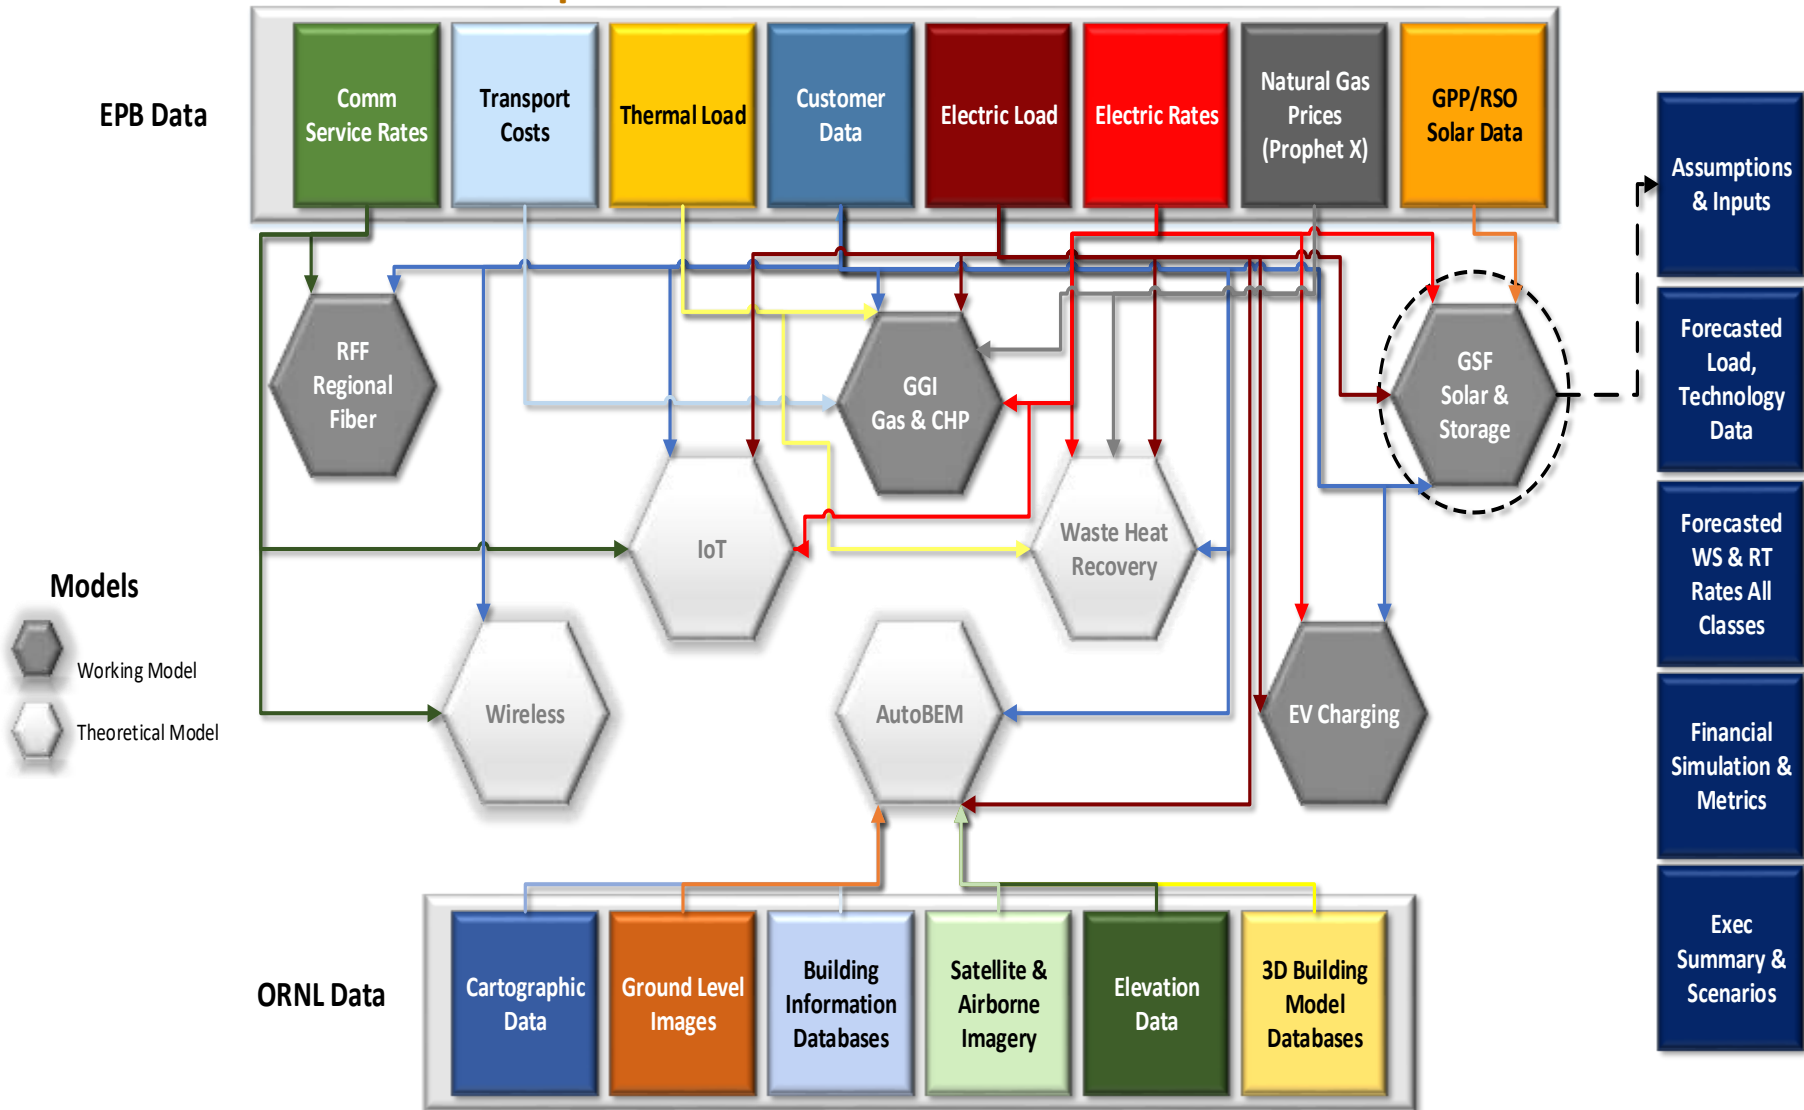 EPB Data
Comm
Service Rates
Transport
Costs
Thermal Load
Customer
Data
Electric Load
Electric Rates
Natural Gas
Prices
(Prophet X)
GPP/RSO
Solar Data
Assumptions
& Inputs
Forecasted
Load,
Technology
Data
Forecasted
WS & RT
Rates All
Classes
Financial
Simulation &
Metrics
Exec
Summary &
Scenarios
RFF
Regional
Fiber
GGI
Gas & CHP
GSF
Solar &
Storage
IoT
Waste Heat
Recovery
Models
Working Model
Theoretical Model
Wireless
AutoBEM
EV Charging
ORNL Data
Cartographic
Data
Ground Level
Images
Building
Information
Databases
Satellite &
Airborne
Imagery
Elevation
Data
3D Building
Model
Databases